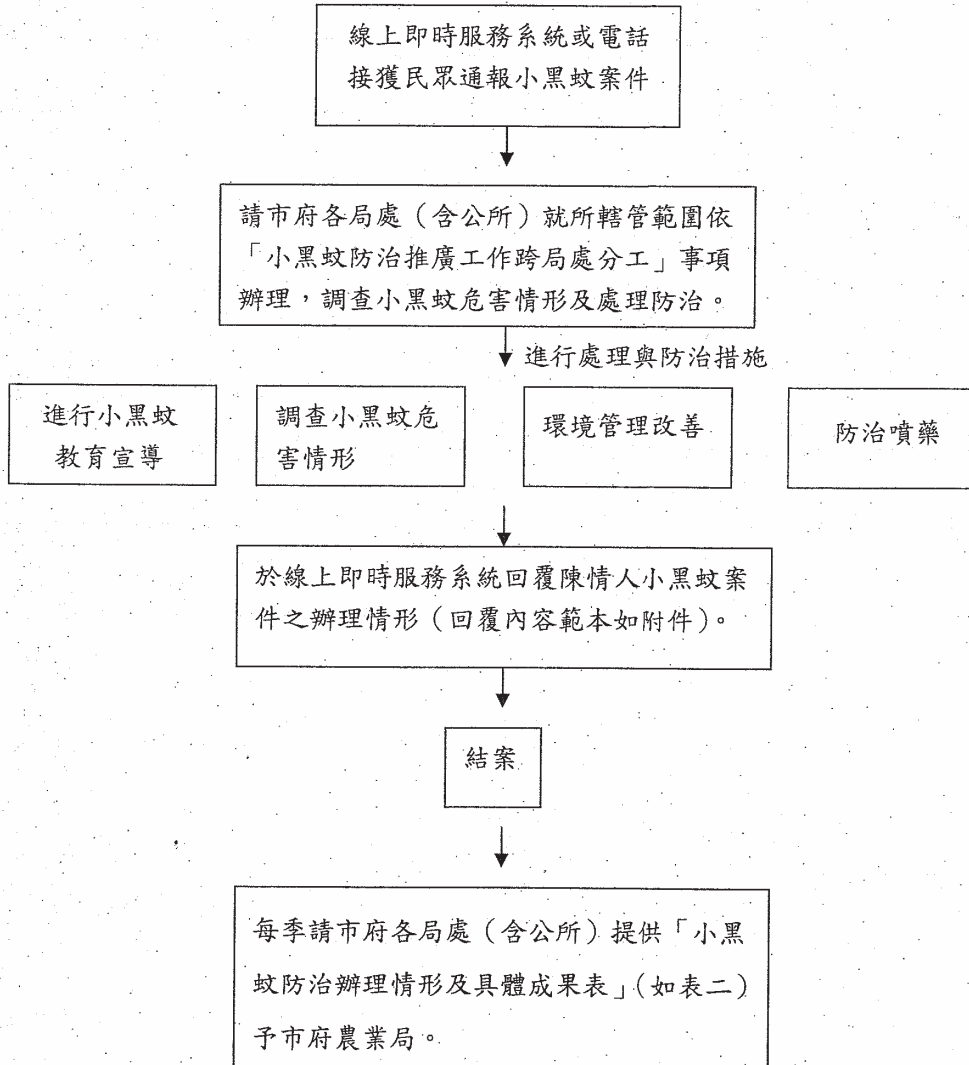 線上即時服務系統或電話
接獲民眾通報小黑蚊案件
請市府各局處（含公所）就所轄管範圍依
「小黑蚊防治推廣工作跨局處分工」事項
辦理，調查小黑蚊危害情形及處理防治。
進行處理與防治措施
進行小黑蚊
教育宣導
調查小黑蚊危
害情形
環境管理改善
防治噴藥
於線上即時服務系統回覆陳情人小黑蚊案
件之辦理情形（回覆內容範本如附件）。
結案
每季請市府各局處（含公所）提供「小黑
蚊防治辦理情形及具體成果表」（如表二）
予市府農業局。